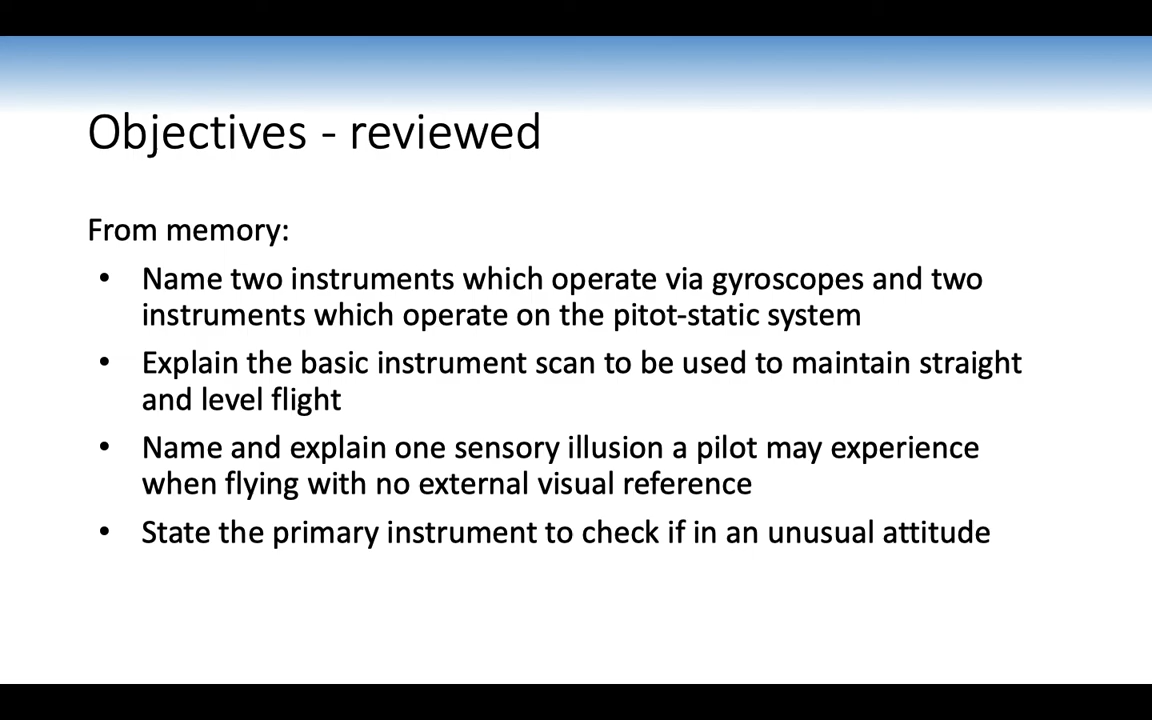 Objectives - reviewed
From memory:
• Name two instruments which operate via gyroscopes and two
instruments which operate on the pitot-static system
• Explain the basic instrument scan to be used to maintain straight
and level flight
• Name and explain one sensory illusion a pilot may experience
when flying with no external visual reference
• State the primary instrument to check if in an unusual attitude